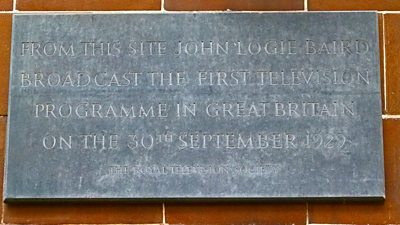 FROM THIS SITE JOHN LOGIE BAIRD
BROADCAST THE FIRST TELEVISION
PROGRAMME IN GREAT BRITAIN
ON THE 30TH SEPTEMBER 1929
THE ROYAL TELEVISION SOCIETY